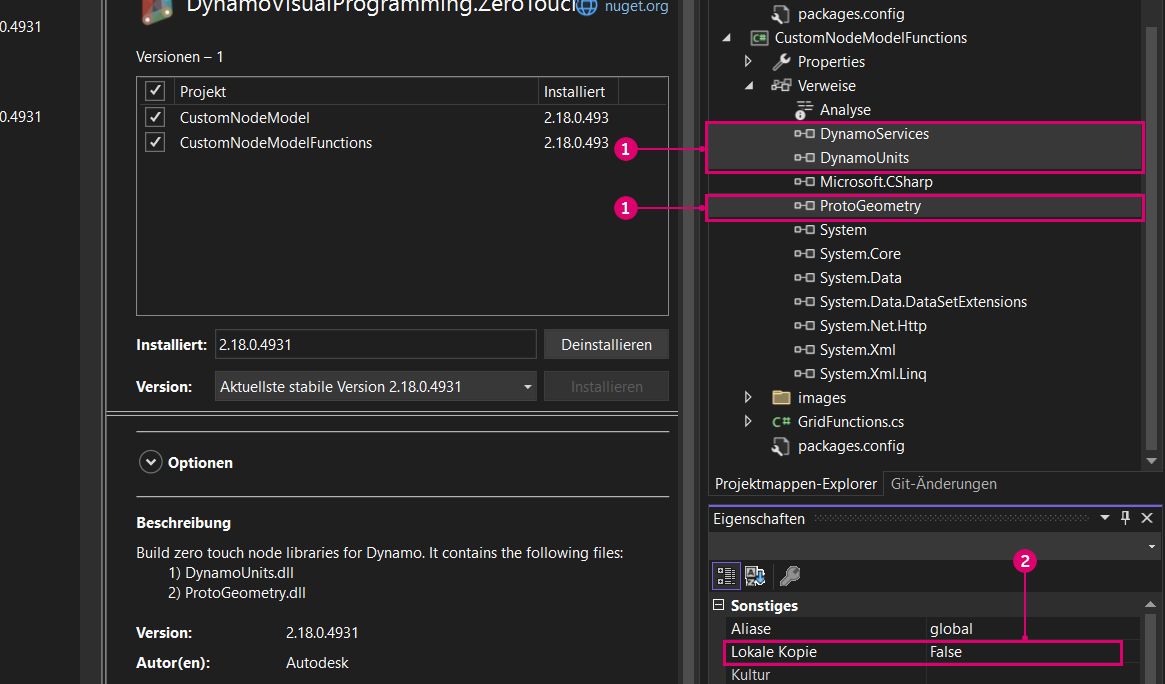 0.4931
0.4931
DynamoVisualProgramming.ZeroTouch
nuget.org
Versionen – 1
Projekt Installiert
CustomNodeModel 2.18.0.493
CustomNodeModelFunctions 2.18.0.493
Installiert: 2.18.0.4931 Deinstallieren
Version: Aktuellste stabile Version 2.18.0.4931 Installieren
Optionen
Beschreibung
Build zero touch node libraries for Dynamo. It contains the following files:
1) DynamoUnits.dll
2) ProtoGeometry.dll
Version: 2.18.0.4931
Autor(en): Autodesk
packages.config
C# CustomNodeModelFunctions
Properties
Verweise
Analyse
1
DynamoServices
DynamoUnits
Microsoft.CSharp
1
ProtoGeometry
System
System.Core
System.Data
System.Data.DataSetExtensions
System.Net.Http
System.Xml
System.Xml.Linq
images
C# GridFunctions.cs
packages.config
Projektmappen-Explorer Git-Änderungen
Eigenschaften
2
Sonstiges
Aliase global
Lokale Kopie False
Kultur